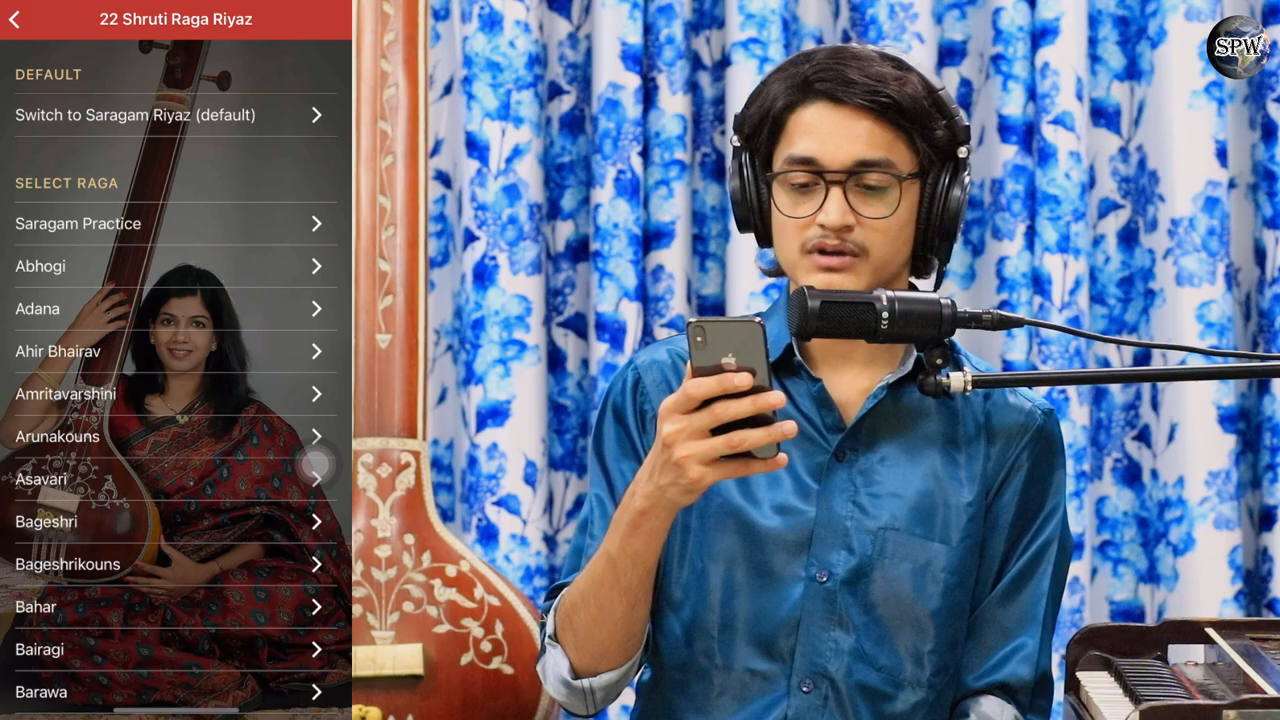 22 Shruti Raga Riyaz
DEFAULT
Switch to Saragam Riyaz (default)
SELECT RAGA
Saragam Practice
Abhogi
Adana
Ahir Bhairav
Amritavarshini
Arunakouns
Asavari
Bageshri
Bageshrikouns
Bahar
Bairagi
Barawa
SPW
CE